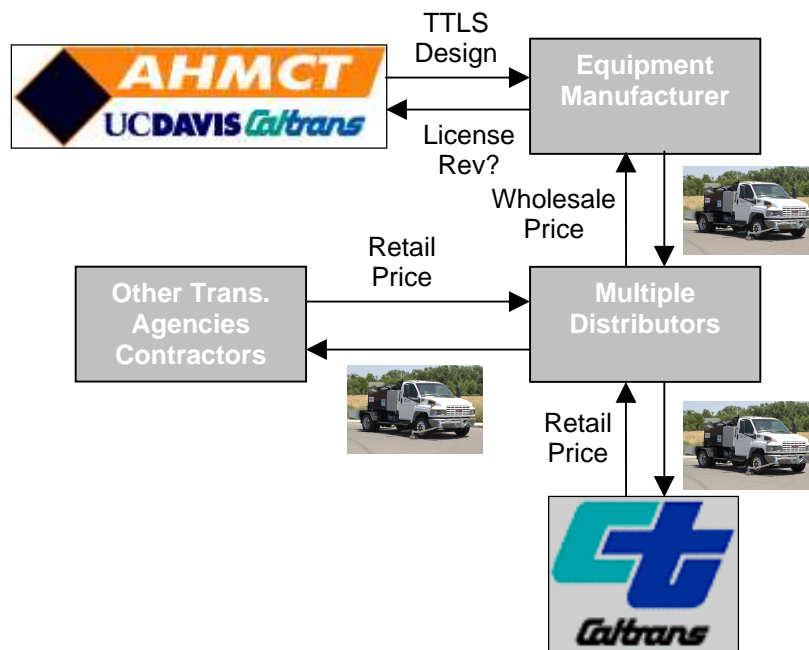 TTLS
Design
AHMCT
UCDAVIS Caltrans
Equipment
Manufacturer
License
Rev?
Wholesale
Price
Retail
Price
Other Trans.
Agencies
Contractors
Multiple
Distributors
Retail
Price
Ct
Caltrans